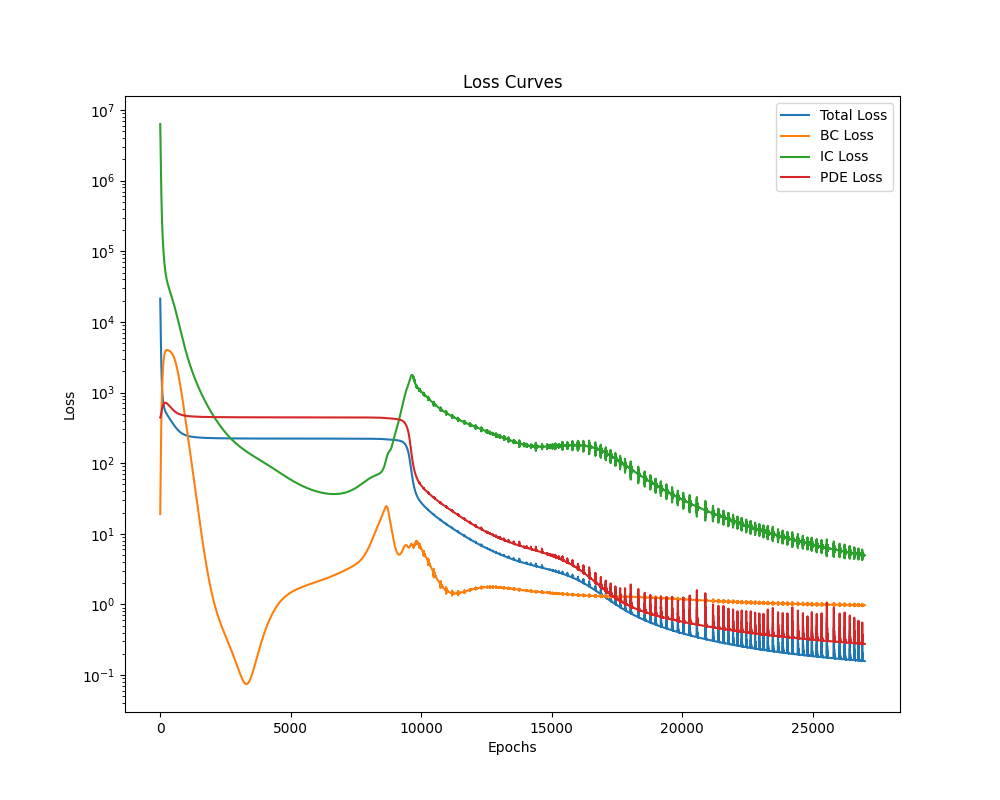 Loss Curves
10^7
10^6
10^5
10^4
10^3
10^2
10^1
10^0
10^−1
Loss
0
5000
10000
15000
20000
25000
Epochs
Total Loss
BC Loss
IC Loss
PDE Loss